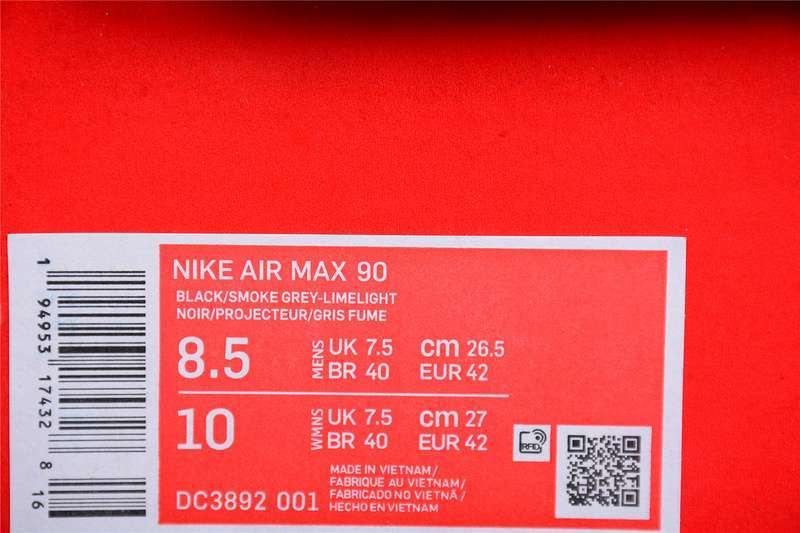 NIKE AIR MAX 90
BLACK/SMOKE GREY-LIMELIGHT
NOIR/PROJECTEUR/GRIS FUME
8.5 MENS UK 7.5 cm 26.5
BR 40 EUR 42
10 WMNS UK 7.5 cm 27
BR 40 EUR 42
MADE IN VIETNAM/
FABRIQUE AU VIETNAM/
FABRICADO NO VIETNÃ/
HECHO EN VIETNAM
DC3892 001
RFID
1 94953 17432 8 16